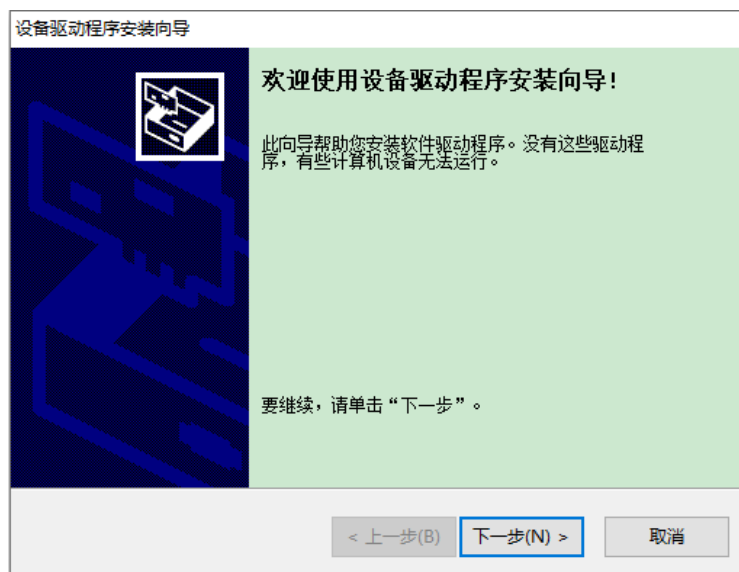 设备驱动程序安装向导
欢迎使用设备驱动程序安装向导!
此向导帮助您安装软件驱动程序。没有这些驱动程
序，有些计算机设备无法运行。
要继续，请单击“下一步”。
< 上一步(B)
下一步(N) >
取消